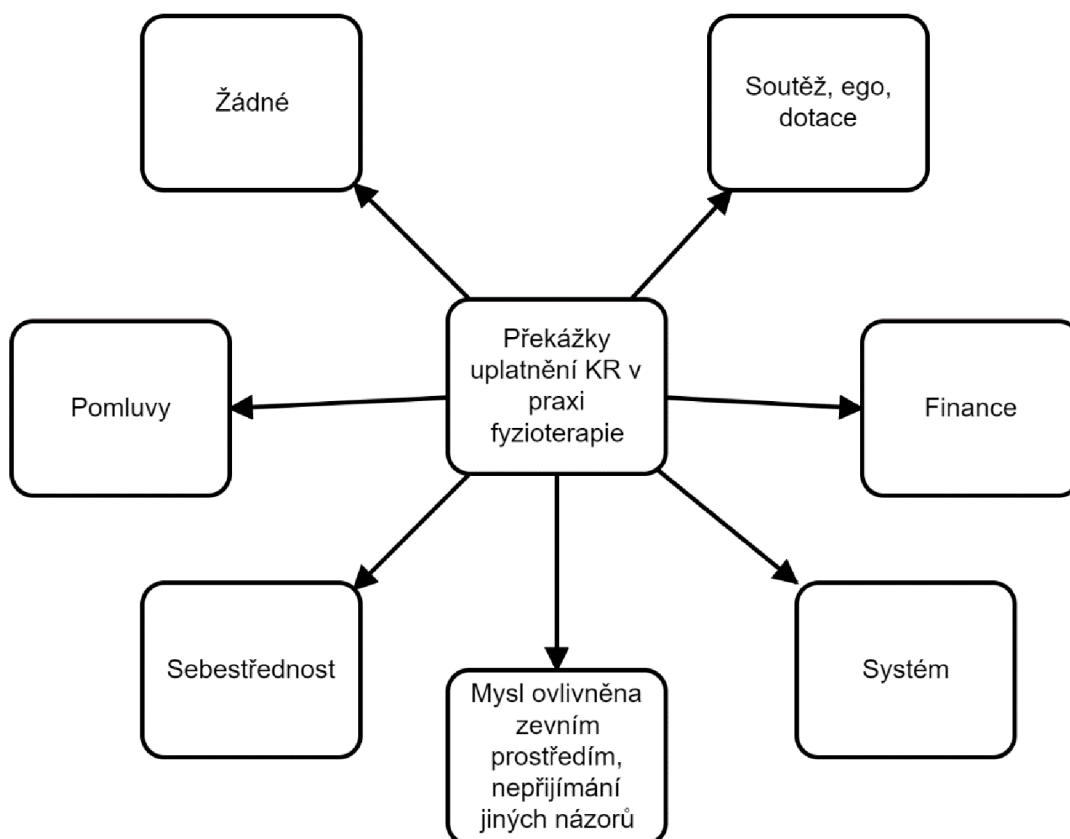 Žádné
Soutěž, ego,
dotace
Překážky
uplatnění KR v
praxi
fyzioterapie
Pomluvy
Finance
Sebestřednost
Mysl ovlivněna
zevním
prostředím,
nepřijímání
jiných názorů
Systém